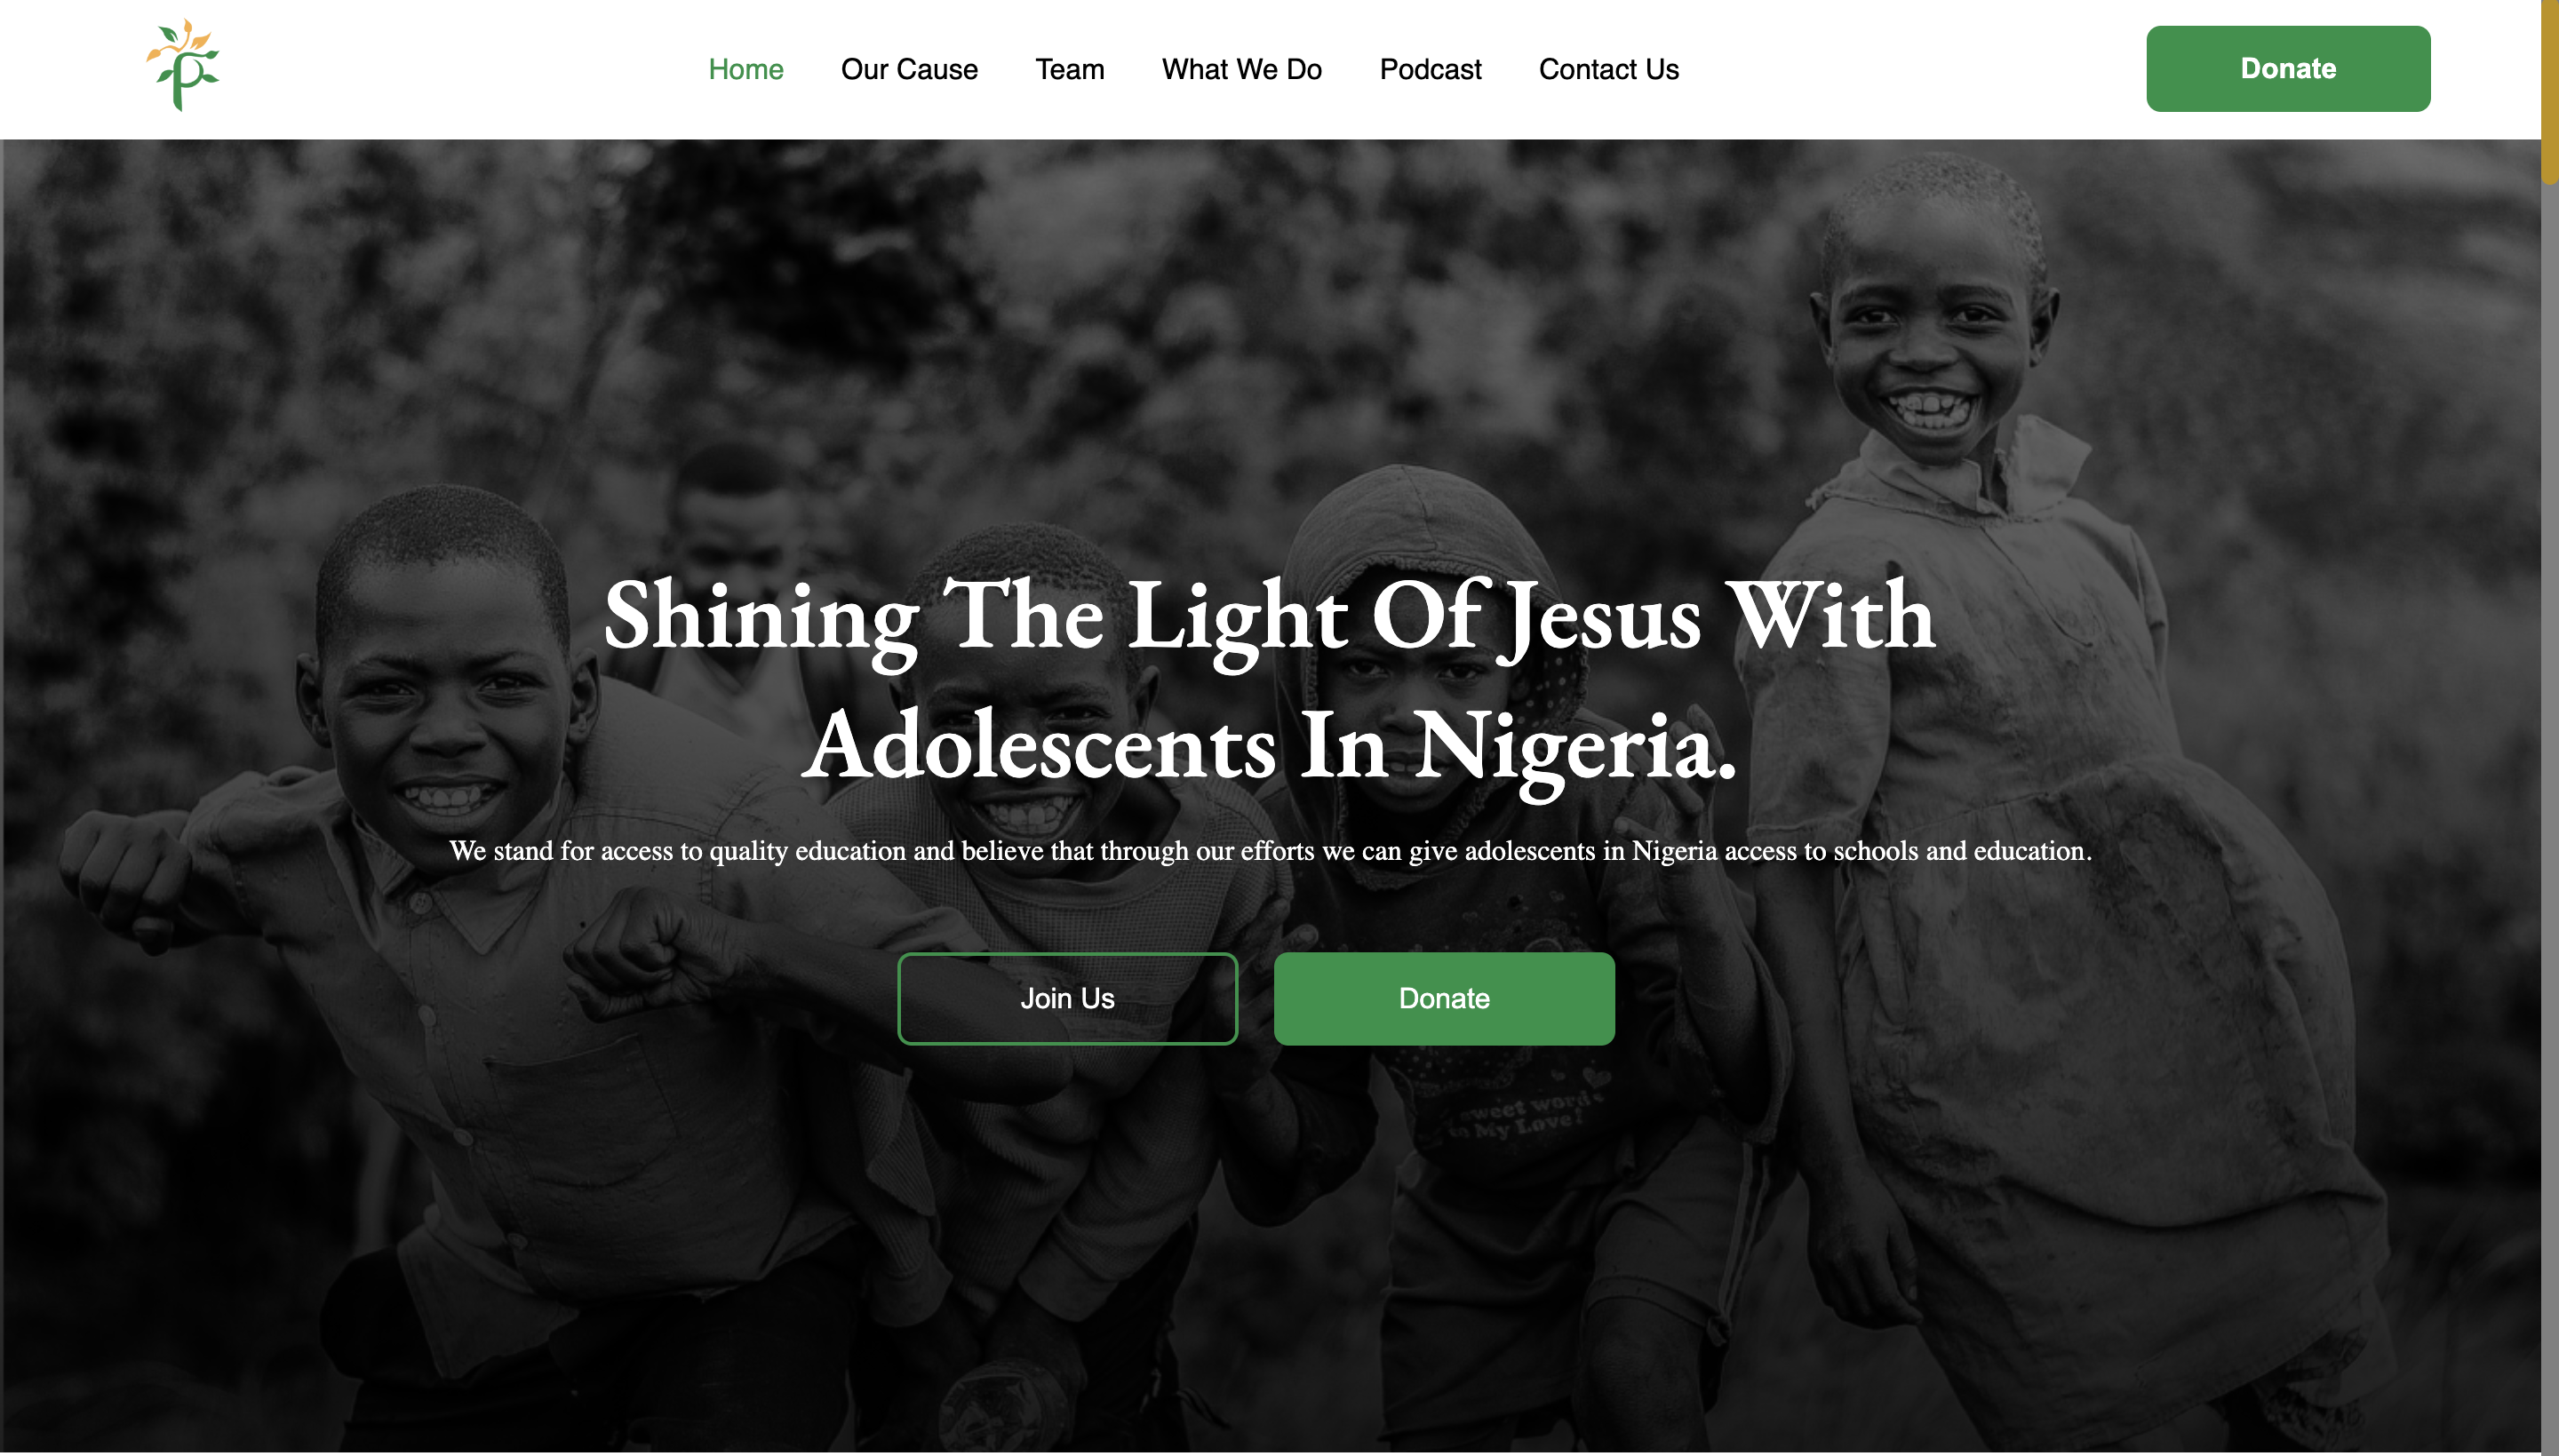 Home
Our Cause
Team
What We Do
Podcast
Contact Us
Donate
Shining The Light Of Jesus With
Adolescents In Nigeria.
We stand for access to quality education and believe that through our efforts we can give adolescents in Nigeria access to schools and education.
Join Us
Donate
sweet words
to My Love!